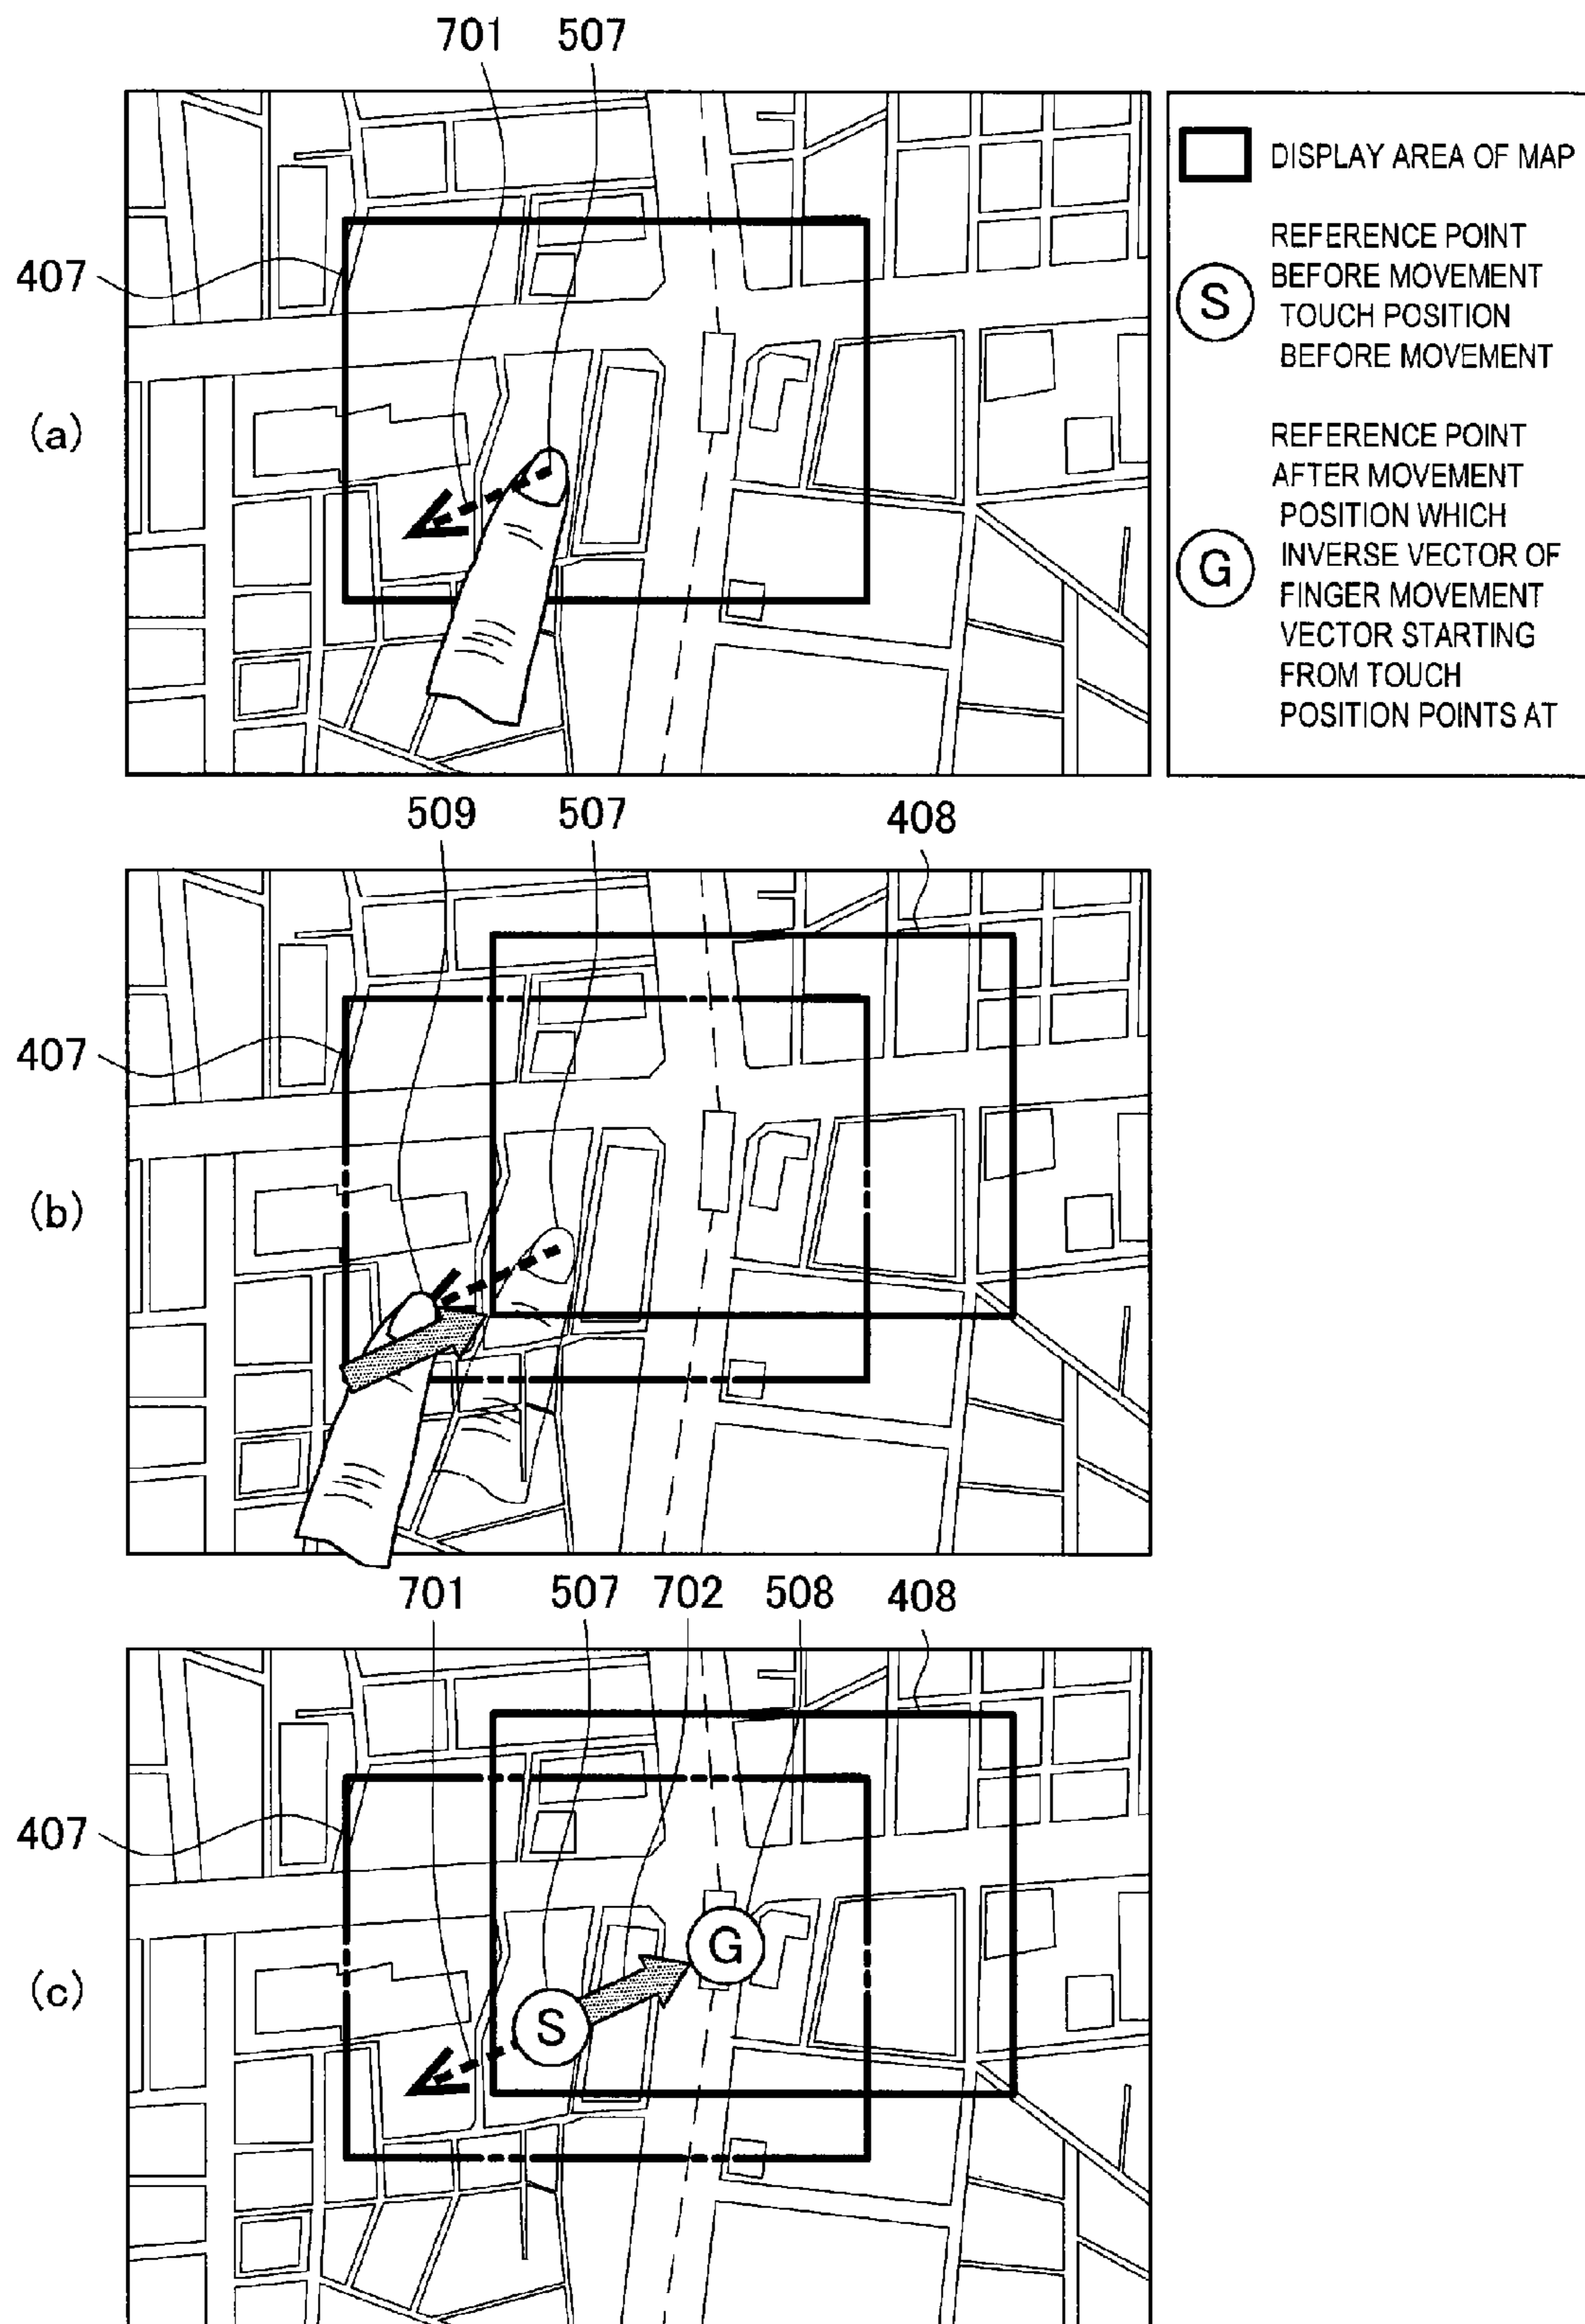 701 507
407
(a)
DISPLAY AREA OF MAP
S
REFERENCE POINT
BEFORE MOVEMENT
TOUCH POSITION
BEFORE MOVEMENT
G
REFERENCE POINT
AFTER MOVEMENT
POSITION WHICH
INVERSE VECTOR OF
FINGER MOVEMENT
VECTOR STARTING
FROM TOUCH
POSITION POINTS AT
509 507 408
407
(b)
701 507 702 508 408
407
(c)
S
G